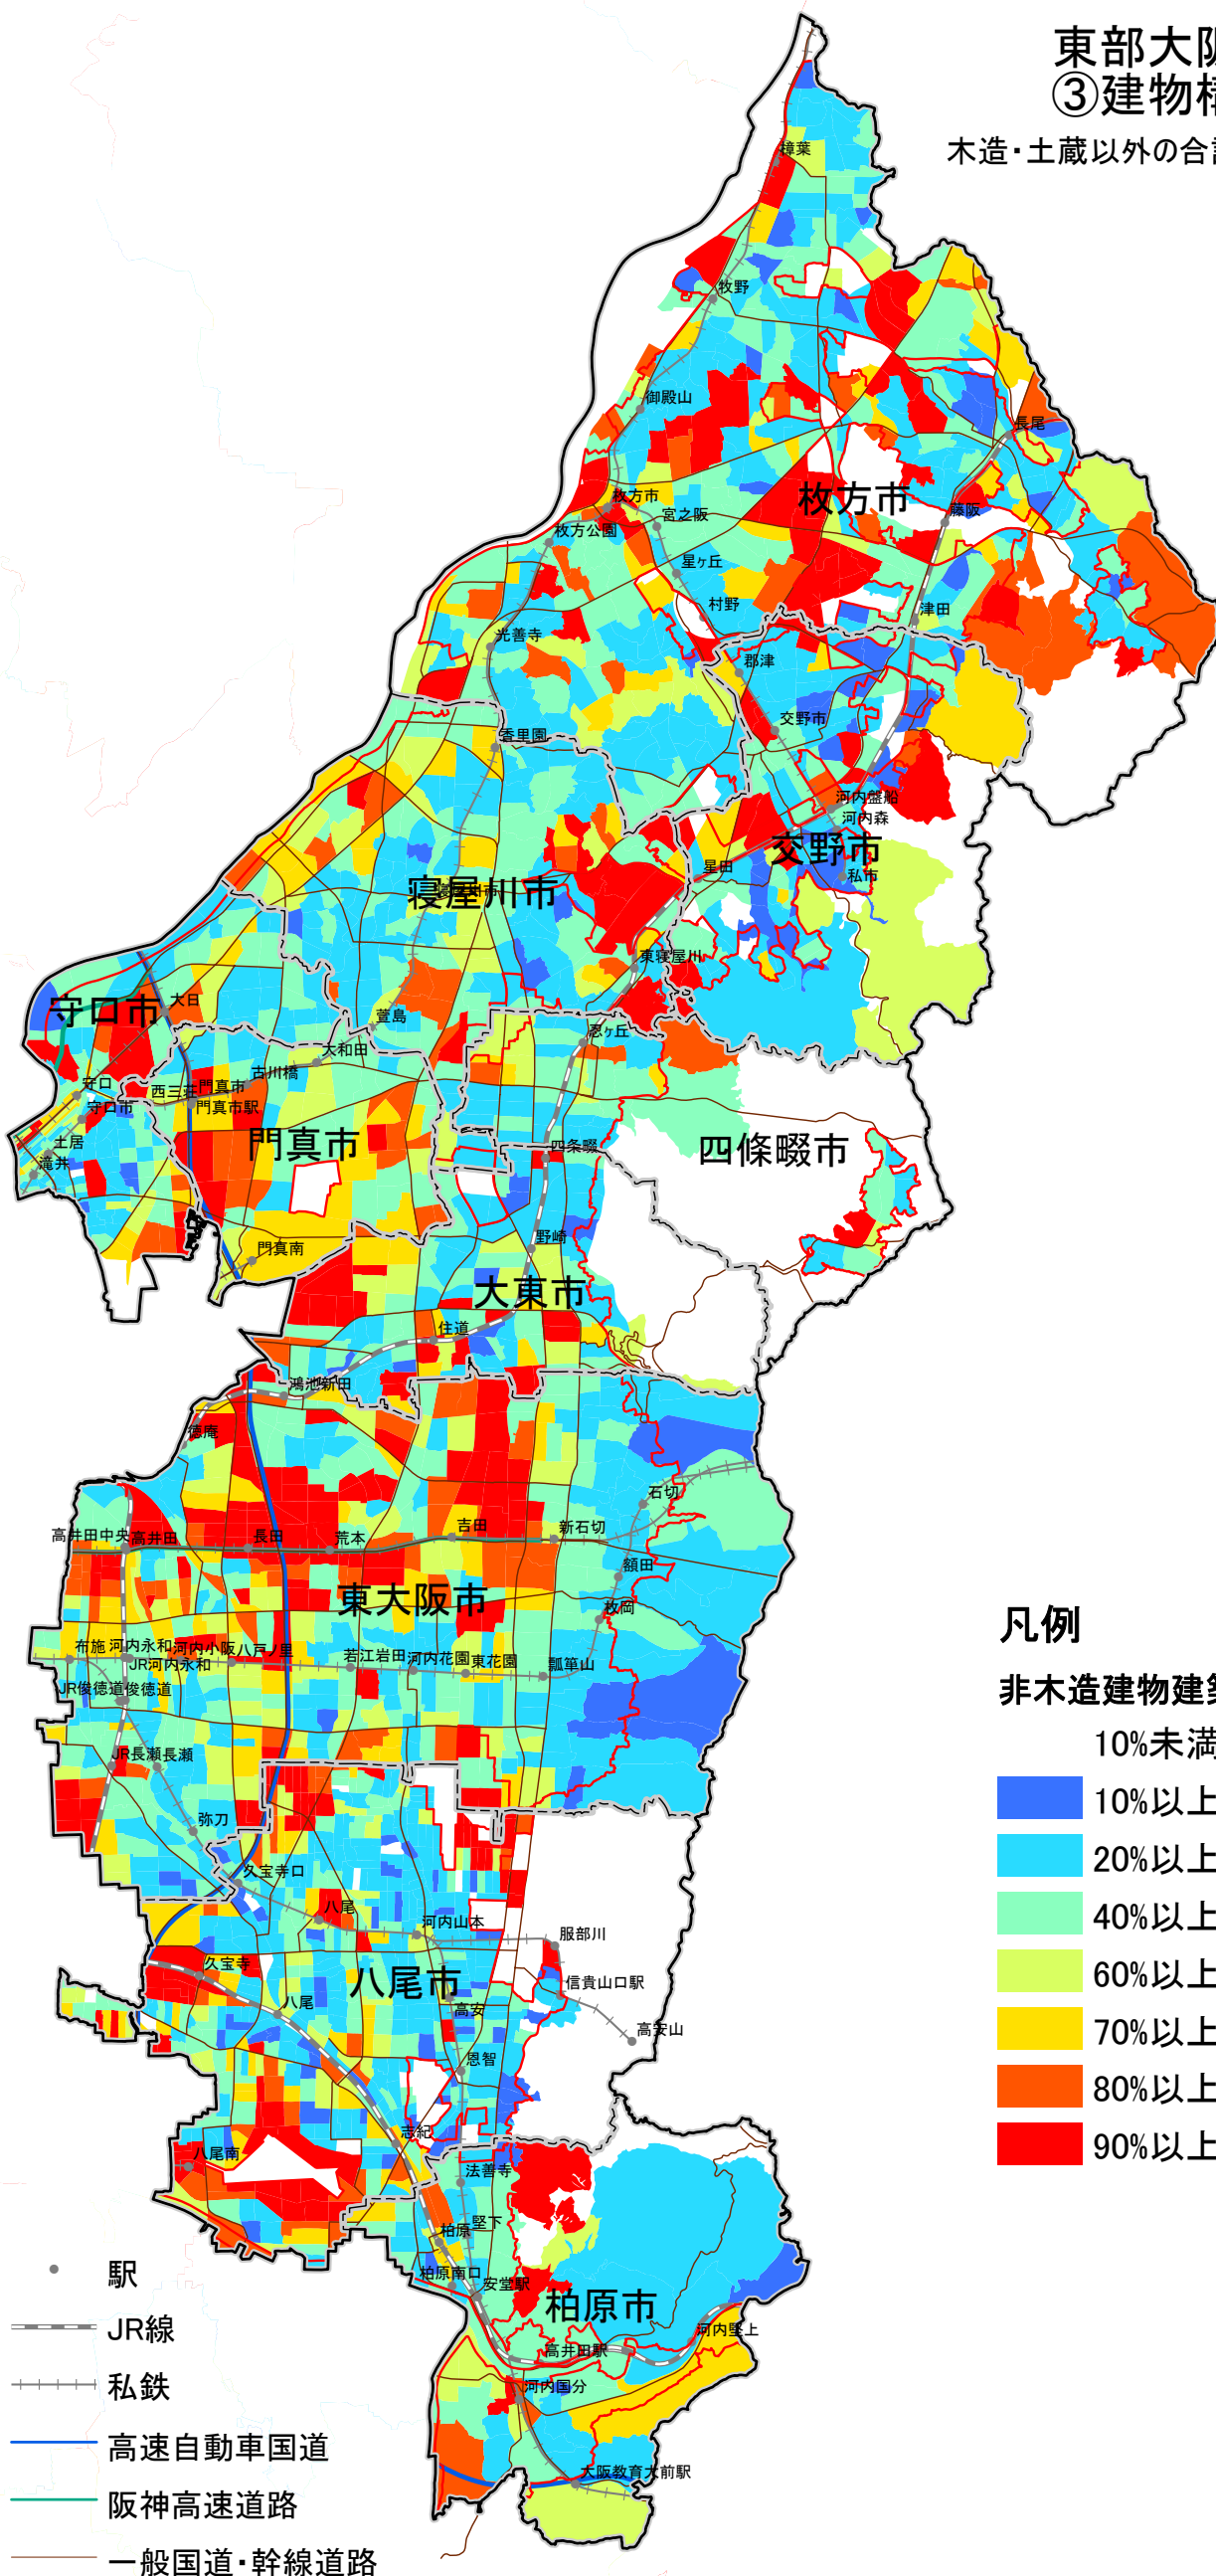 東部大阪
③建物構
木造・土蔵以外の合計
樟葉
牧野
御殿山
長尾
枚方市
枚方市
藤阪
宮之阪
枚方公園
星ヶ丘
村野
津田
光善寺
郡津
交野市
香里園
河内磐船
河内森
交野市
星田
私市
寝屋川市
寝屋川市
東寝屋川
守口市
大日
萱島
忍ヶ丘
大和田
古川橋
守口
西三荘
門真市
守口市
門真市駅
土居
門真市
四条畷
四條畷市
滝井
野崎
門真南
大東市
住道
鴻池新田
徳庵
石切
高井田中央
高井田
長田
荒本
吉田
新石切
額田
東大阪市
枚岡
凡例
布施
河内永和
河内小阪
八戸ノ里
若江岩田
河内花園
東花園
瓢箪山
JR河内永和
JR俊徳道
俊徳道
非木造建物建築
10%未満
JR長瀬
長瀬
10%以上
弥刀
20%以上
久宝寺口
八尾
河内山本
40%以上
服部川
久宝寺
八尾市
信貴山口駅
60%以上
八尾
高安
高安山
70%以上
恩智
80%以上
志紀
90%以上
八尾南
法善寺
堅下
柏原
柏原南口
安堂駅
柏原市
駅
河内堅上
JR線
高井田駅
私鉄
河内国分
高速自動車国道
大阪教育大前駅
阪神高速道路
一般国道・幹線道路